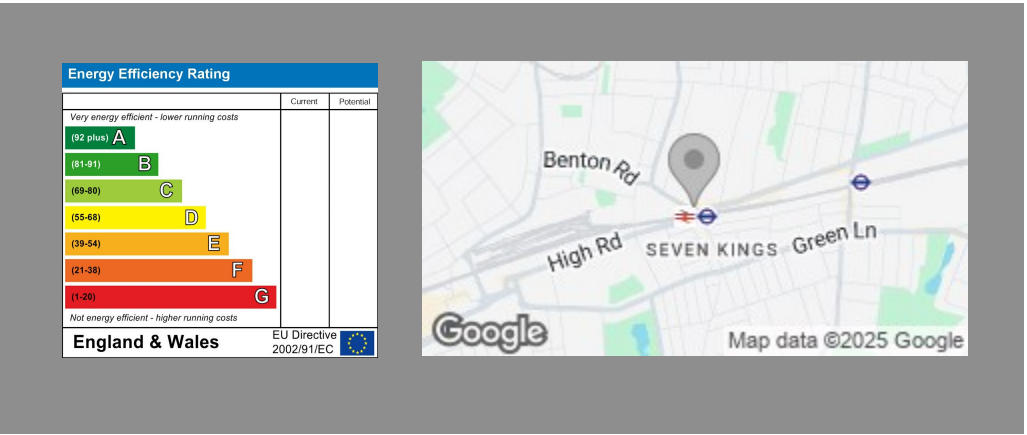 Energy Efficiency Rating
Current Potential
Very energy efficient - lower running costs
(92 plus) A
(81-91) B
(69-80) C
(55-68) D
(39-54) E
(21-38) F
(1-20) G
Not energy efficient - higher running costs
England & Wales
EU Directive
2002/91/EC
Benton Rd
High Rd
SEVEN KINGS
Green Ln
Google
Map data ©2025 Google